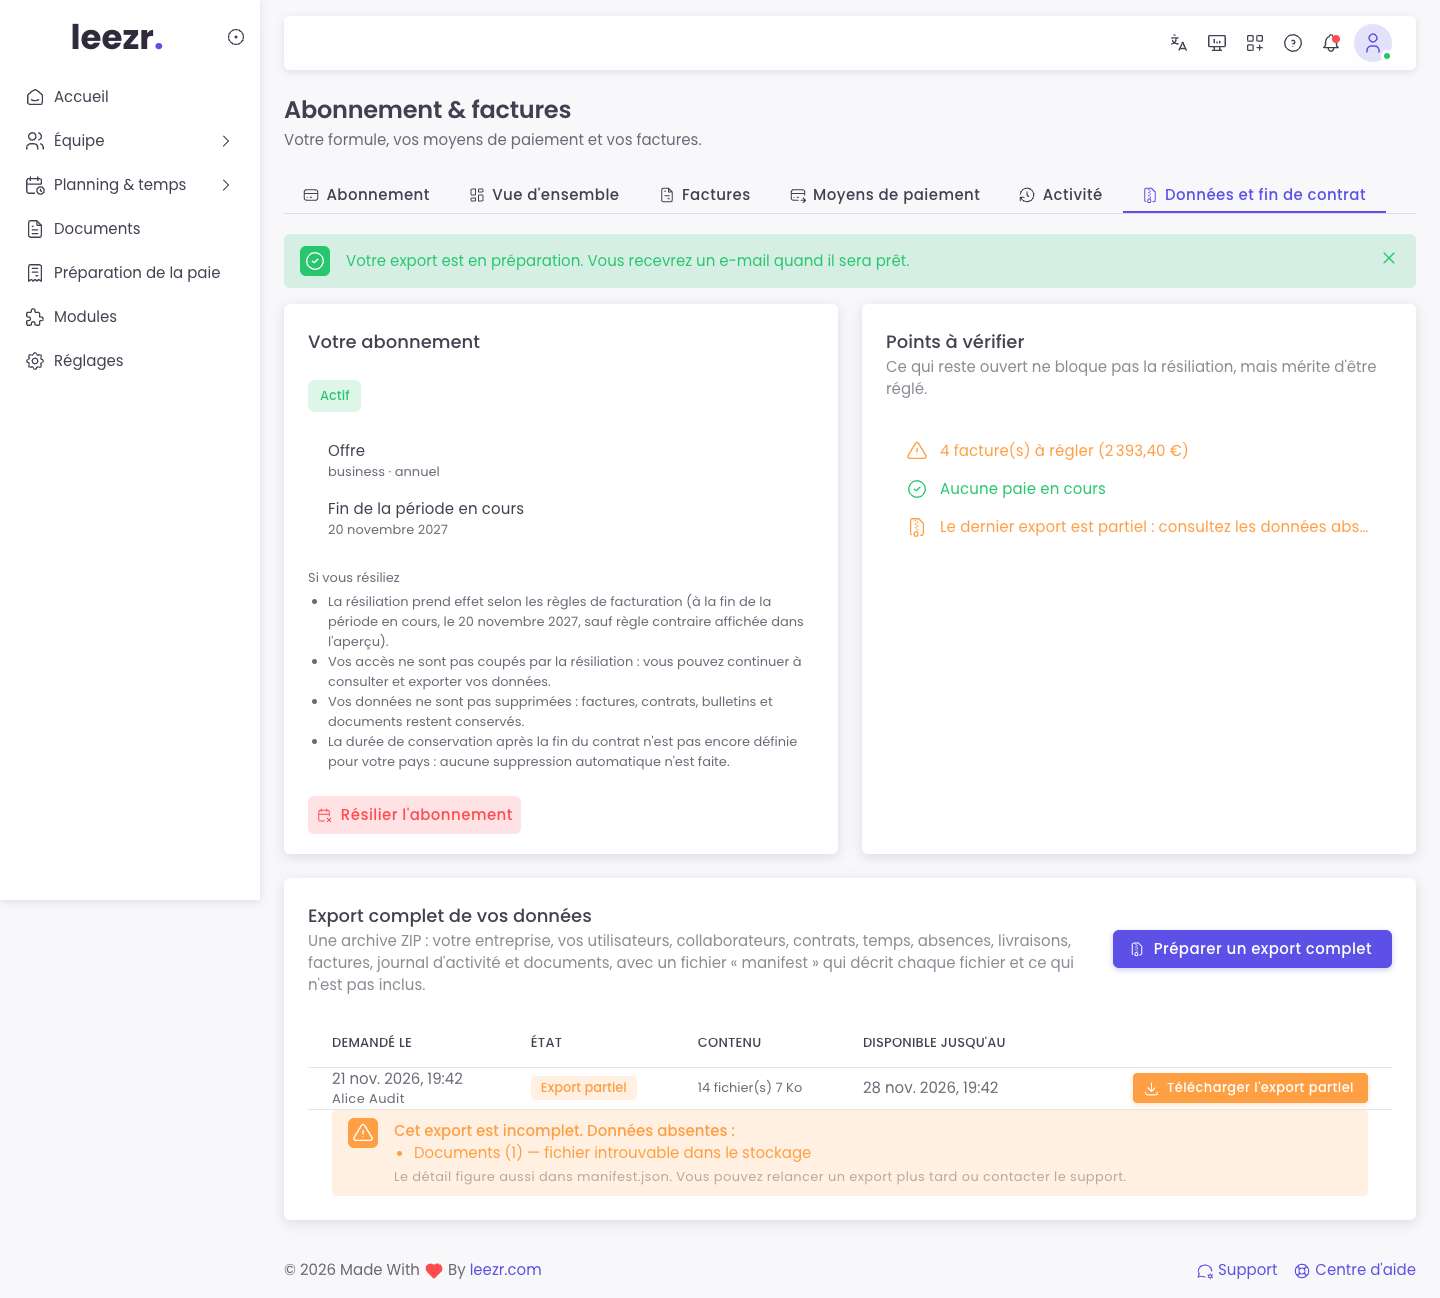 leezr.
Accueil
Équipe
Planning & temps
Documents
Préparation de la paie
Modules
Réglages
Abonnement & factures
Votre formule, vos moyens de paiement et vos factures.
Abonnement
Vue d'ensemble
Factures
Moyens de paiement
Activité
Données et fin de contrat
Votre export est en préparation. Vous recevrez un e-mail quand il sera prêt.
Votre abonnement
Actif
Offre
business · annuel
Fin de la période en cours
20 novembre 2027
Si vous résiliez
La résiliation prend effet selon les règles de facturation (à la fin de la
période en cours, le 20 novembre 2027, sauf règle contraire affichée dans
l'aperçu).
Vos accès ne sont pas coupés par la résiliation : vous pouvez continuer à
consulter et exporter vos données.
Vos données ne sont pas supprimées : factures, contrats, bulletins et
documents restent conservés.
La durée de conservation après la fin du contrat n'est pas encore définie
pour votre pays : aucune suppression automatique n'est faite.
Résilier l'abonnement
Points à vérifier
Ce qui reste ouvert ne bloque pas la résiliation, mais mérite d'être
réglé.
4 facture(s) à régler (2 393,40 €)
Aucune paie en cours
Le dernier export est partiel : consultez les données abs...
Export complet de vos données
Une archive ZIP : votre entreprise, vos utilisateurs, collaborateurs, contrats, temps, absences, livraisons,
factures, journal d'activité et documents, avec un fichier « manifest » qui décrit chaque fichier et ce qui
n'est pas inclus.
Préparer un export complet
DEMANDÉ LE
ÉTAT
CONTENU
DISPONIBLE JUSQU'AU
21 nov. 2026, 19:42
Alice Audit
Export partiel
14 fichier(s) 7 Ko
28 nov. 2026, 19:42
Télécharger l'export partiel
Cet export est incomplet. Données absentes :
Documents (1) — fichier introuvable dans le stockage
Le détail figure aussi dans manifest.json. Vous pouvez relancer un export plus tard ou contacter le support.
© 2026 Made With By leezr.com
Support
Centre d'aide